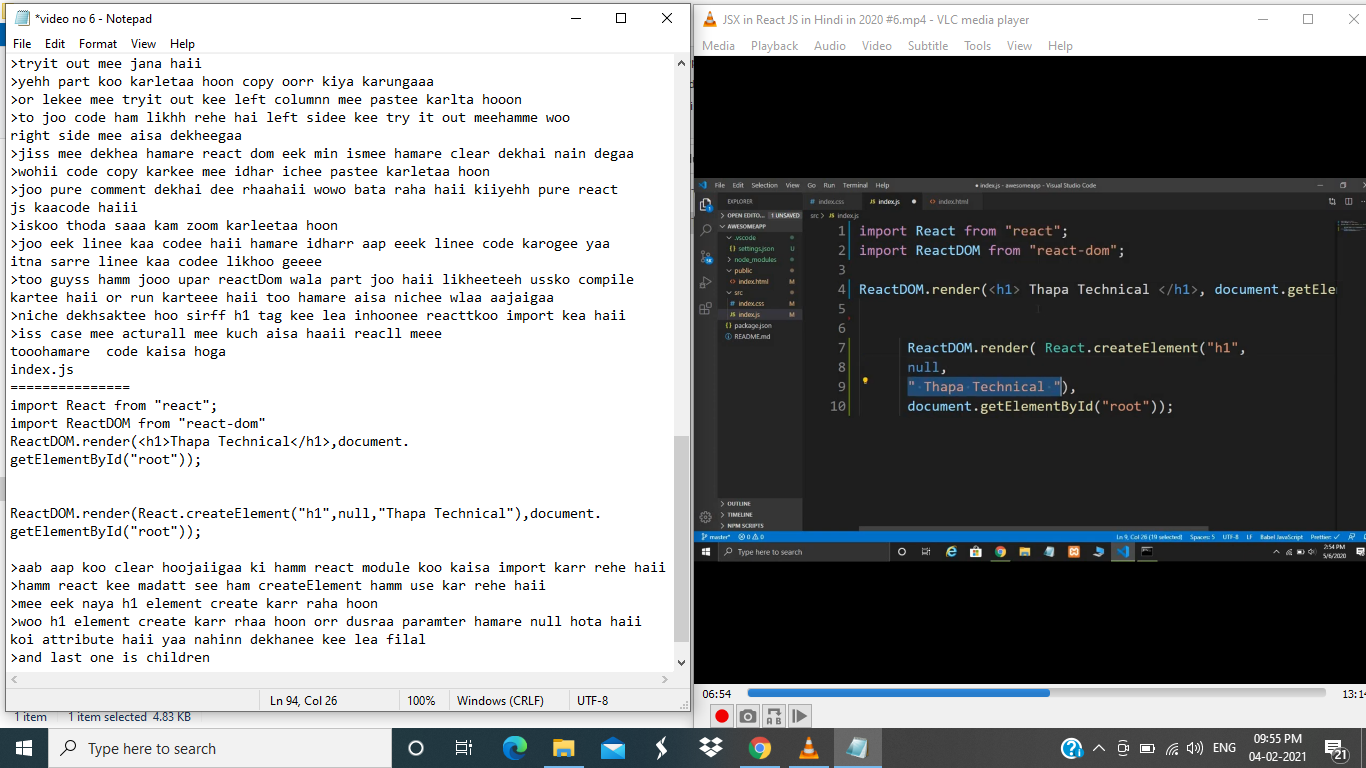 *video no 6 - Notepad
File Edit Format View Help
>tryit out mee jana haii
>yehh part koo karletaa hoon copy oorr kiya karungaaa
>or lekee mee tryit out kee left columnn mee pastee karlta hooon
>to joo code ham likhh rehe hai left sidee kee try it out meehamme woo
right side mee aisa dekheegaa
>jiss mee dekhea hamare react dom eek min ismee hamare clear dekhai nain degaa
>wohii code copy karkee mee idhar ichee pastee karletaa hoon
>joo pure comment dekhai dee rhaahaii wowo bata raha haii kiiyehh pure react
js kaacode haiii
>iskoo thoda saaa kam zoom karleetaa hoon
>joo eek linee kaa codee haii hamare idharr aap eeek linee code karogee yaa
itna sarre linee kaa codee likhoo geeee
>too guyss hamm jooo upar reactDom wala part joo haii likheeteeh ussko compile
kartee haii or run karteee haii too hamare aisa nichee wlaa aajaigaa
>niche dekhsaktee hoo sirff h1 tag kee lea inhoonee reacttkoo import kea haii
>iss case mee acturall mee kuch aisa haaii reacll meee
tooohamare  code kaisa hoga
index.js
===============
import React from "react";
import ReactDOM from "react-dom"
ReactDOM.render(<h1>Thapa Technical</h1>,document.
getElementById("root"));
ReactDOM.render(React.createElement("h1",null,"Thapa Technical"),document.
getElementById("root"));
>aab aap koo clear hoojaiigaa ki hamm react module koo kaisa import karr rehe haii
>hamm react kee madatt see ham createElement hamm use kar rehe haii
>mee eek naya h1 element create karr raha hoon
>woo h1 element create karr rhaa hoon orr dusraa paramter hamare null hota haii
koi attribute haii yaa nahinn dekhanee kee lea filal
>and last one is children
Ln 94, Col 26 100% Windows (CRLF) UTF-8
1 item 1 item selected 4.83 KB
JSX in React JS in Hindi in 2020 #6.mp4 - VLC media player
Media Playback Audio Video Subtitle Tools View Help
File Edit Selection View Go Run Terminal Help
● index.js - awesomeapp - Visual Studio Code
EXPLORER
OPEN EDITO... 1 UNSAVED
AWESOMEAPP
.vscode
settings.json U
node_modules
public
index.html M
src
index.css M
index.js M
package.json
README.md
OUTLINE
TIMELINE
NPM SCRIPTS
index.css index.js index.html
src > index.js
1 import React from "react";
2 import ReactDOM from "react-dom";
3
4 ReactDOM.render(<h1> Thapa Technical </h1>, document.getEle
5
6
7 ReactDOM.render( React.createElement("h1",
8 null,
9 " Thapa Technical "),
10 document.getElementById("root"));
master* 0 0 Ln 9, Col 26 (19 selected) Spaces: 5 UTF-8 LF Babel JavaScript Prettier: ✓
Type here to search
2:54 PM
5/6/2020
06:54 13:14
Type here to search
ENG
09:55 PM
04-02-2021
21